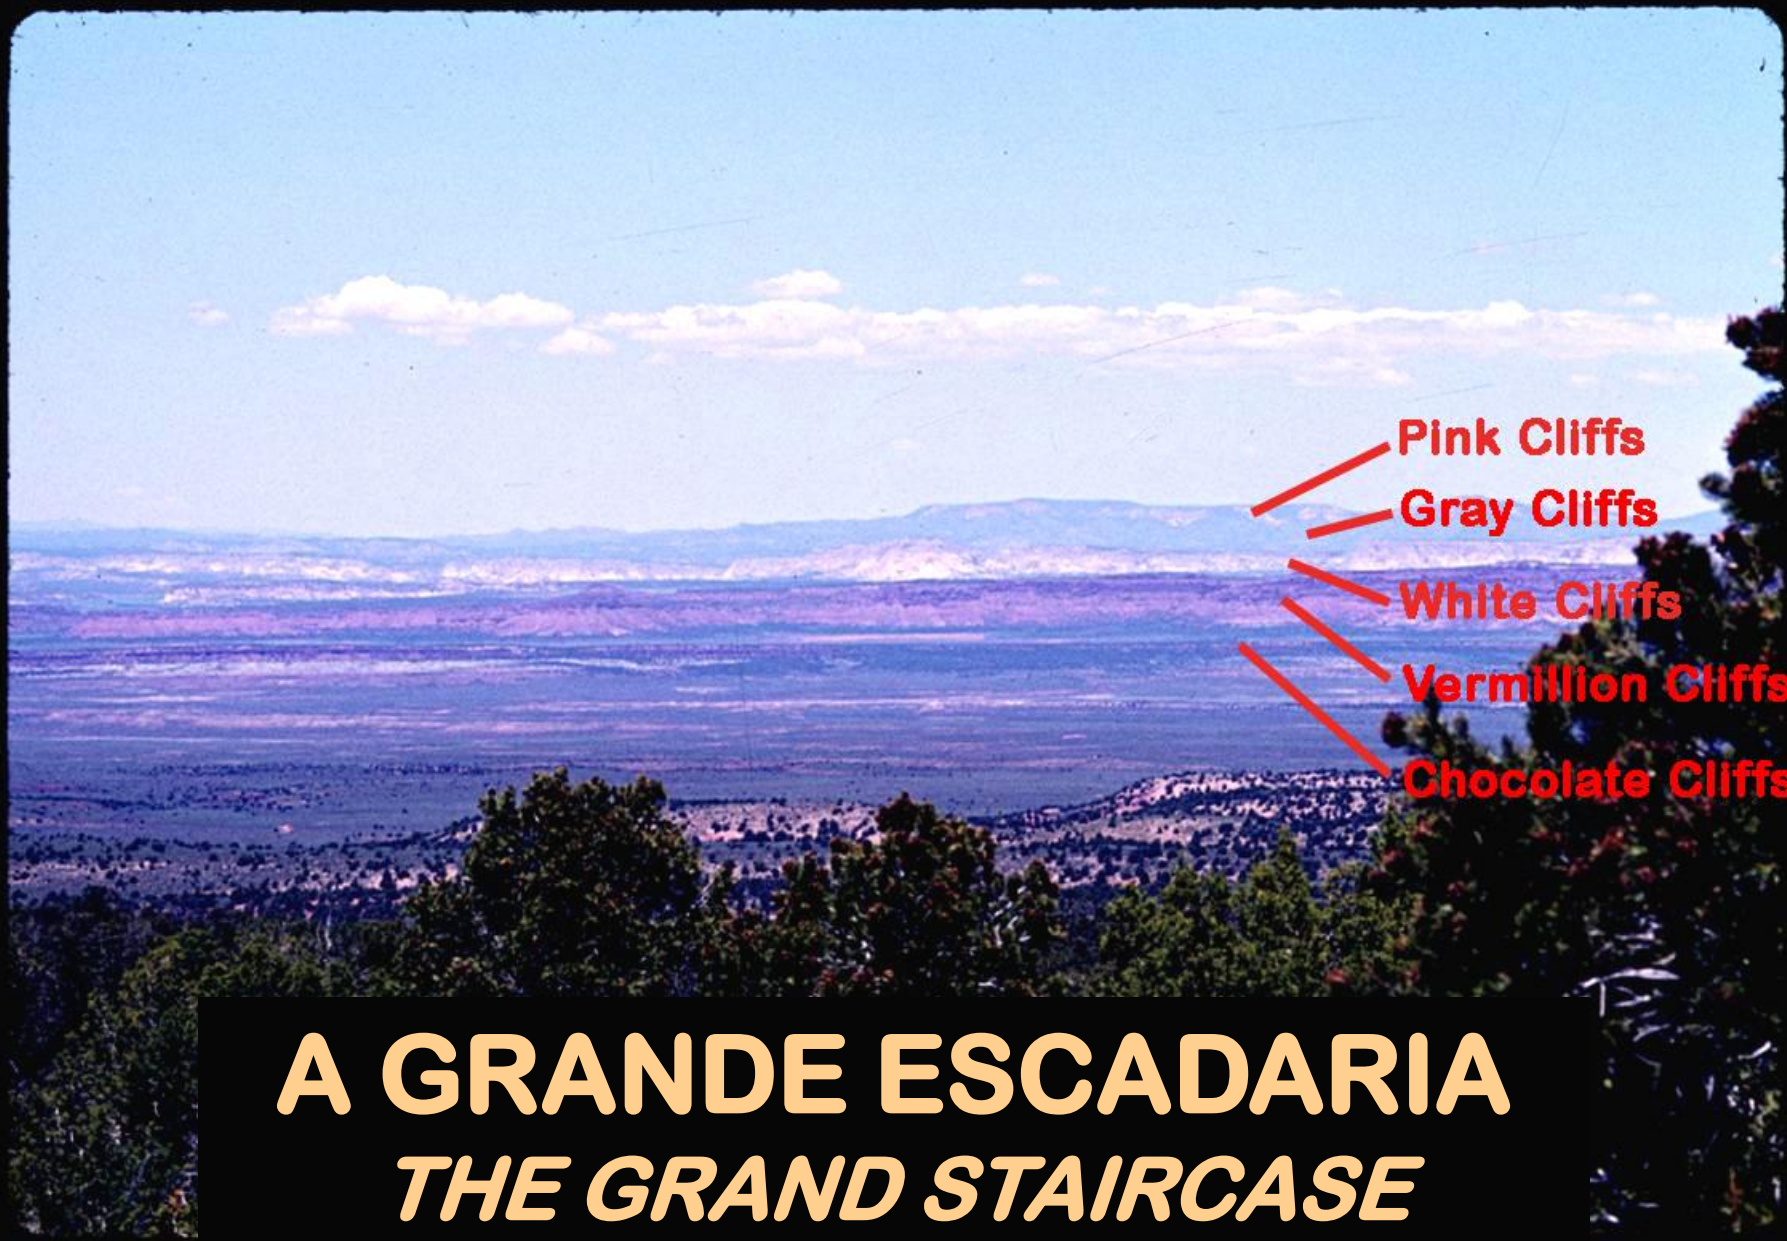 Pink Cliffs
Gray Cliffs
White Cliffs
Vermillion Cliffs
Chocolate Cliffs
A GRANDE ESCADARIA
THE GRAND STAIRCASE